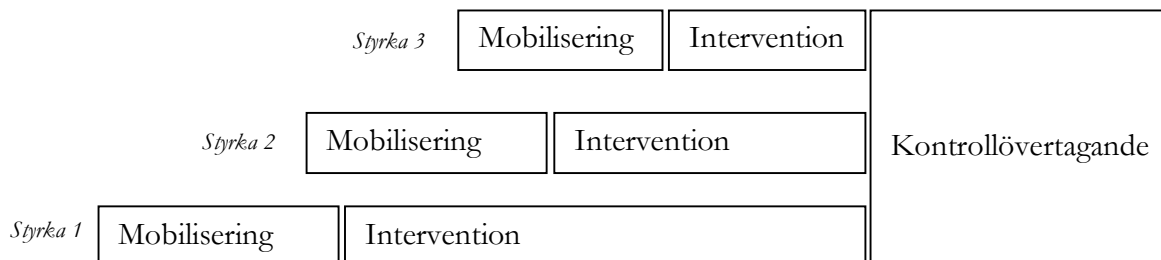 Styrka 3 Mobilisering Intervention
Styrka 2 Mobilisering Intervention Kontrollövertagande
Styrka 1 Mobilisering Intervention